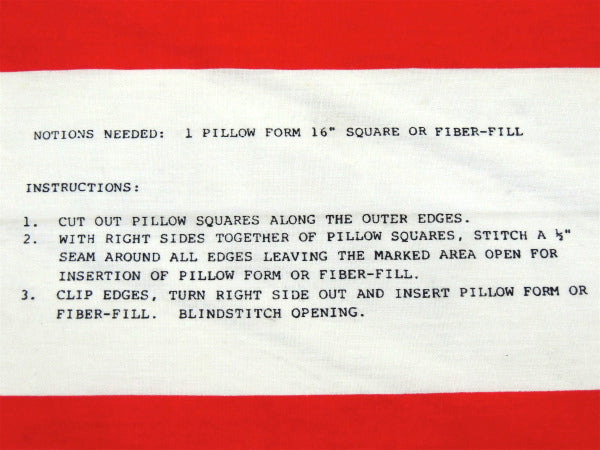 NOTIONS NEEDED: 1 PILLOW FORM 16" SQUARE OR FIBER-FILL
INSTRUCTIONS:
1. CUT OUT PILLOW SQUARES ALONG THE OUTER EDGES.
2. WITH RIGHT SIDES TOGETHER OF PILLOW SQUARES, STITCH A ½"
SEAM AROUND ALL EDGES LEAVING THE MARKED AREA OPEN FOR
INSERTION OF PILLOW FORM OR FIBER-FILL.
3. CLIP EDGES, TURN RIGHT SIDE OUT AND INSERT PILLOW FORM OR
FIBER-FILL. BLINDSTITCH OPENING.